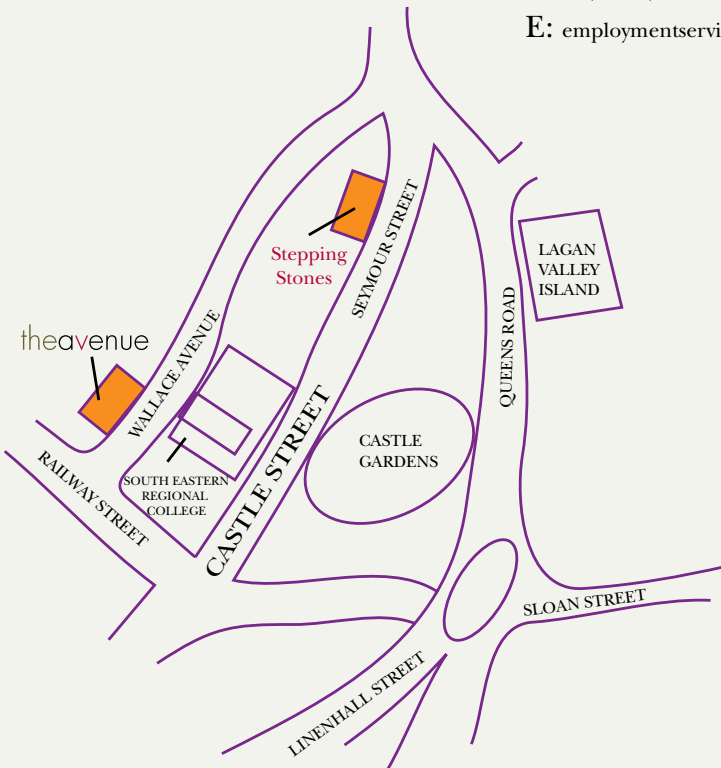 E: employmentservi
Stepping
Stones
SEYMOUR STREET
LAGAN
VALLEY
ISLAND
QUEENS ROAD
theavenue
WALLACE AVENUE
RAILWAY STREET
SOUTH EASTERN
REGIONAL
COLLEGE
CASTLE STREET
CASTLE
GARDENS
SLOAN STREET
LINENHALL STREET